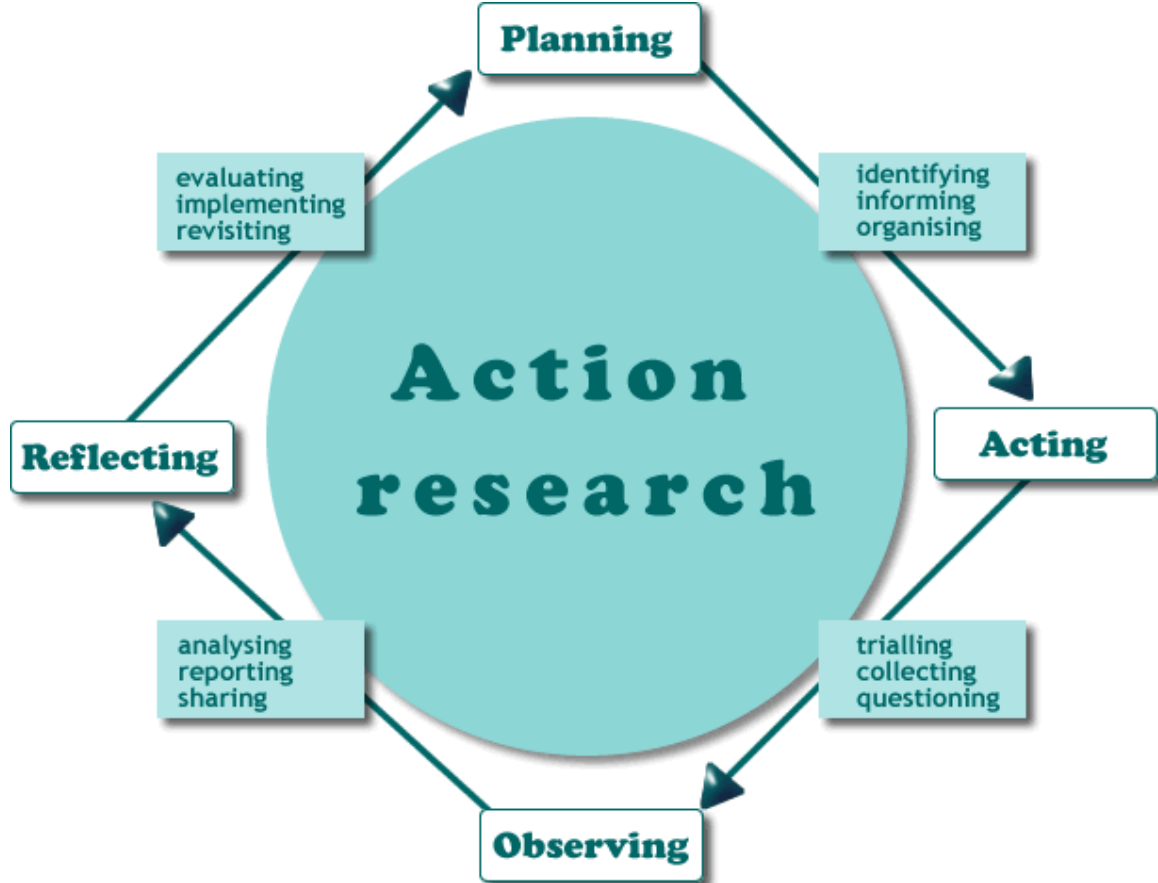 Planning
evaluating
implementing
revisiting
identifying
informing
organising
Action
research
Reflecting
Acting
analysing
reporting
sharing
trialling
collecting
questioning
Observing